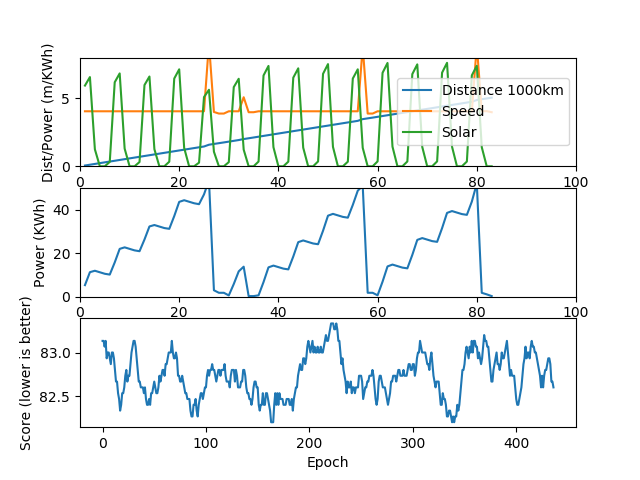 Dist/Power (m/KWh)
5
0
Distance 1000km
Speed
Solar
0 20 40 60 80 100
Power (KWh)
40
20
0
0 20 40 60 80 100
Score (lower is better)
83.0
82.5
0 100 200 300 400
Epoch